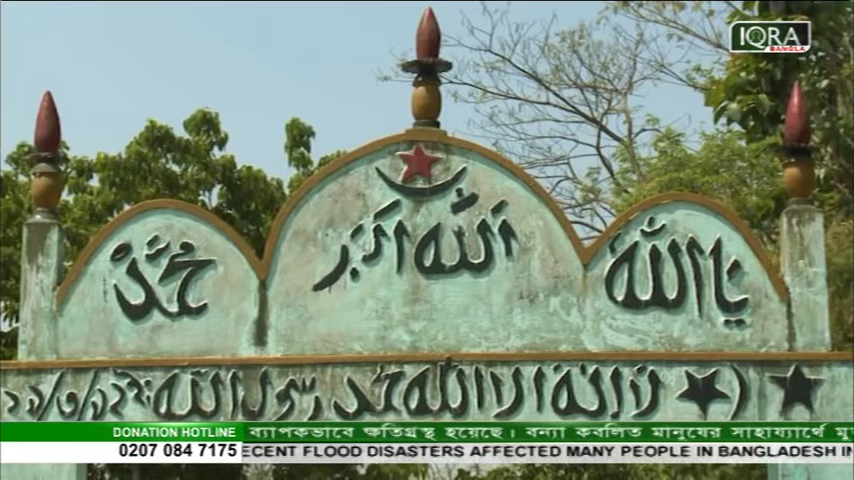 IQRA
BANGLA
يا الله
الله اكبر
محمد
لا اله الا الله محمد رسول الله
DONATION HOTLINE
ব্যাপকভাবে ক্ষতিগ্রস্থ হয়েছে। বন্যা কবলিত মানুষের সাহায্যার্থে মু
0207 084 7175
ECENT FLOOD DISASTERS AFFECTED MANY PEOPLE IN BANGLADESH IN